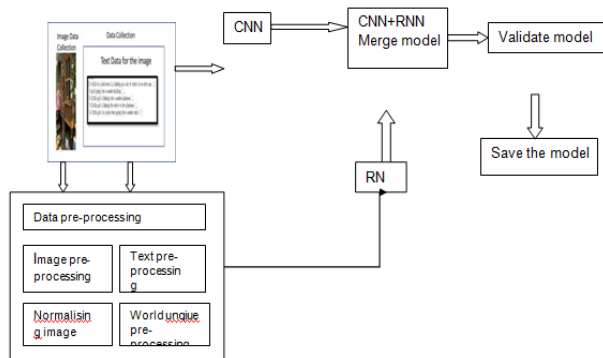 Image Data
Collection
Data Collection
Text Data for the Image
CNN
CNN+RNN
Merge model
Validate model
Save the model
RN
Data pre-processing
Image pre-
processing
Text pre-
processin
g
Normalisin
g image
World unqiue
pre-
processing